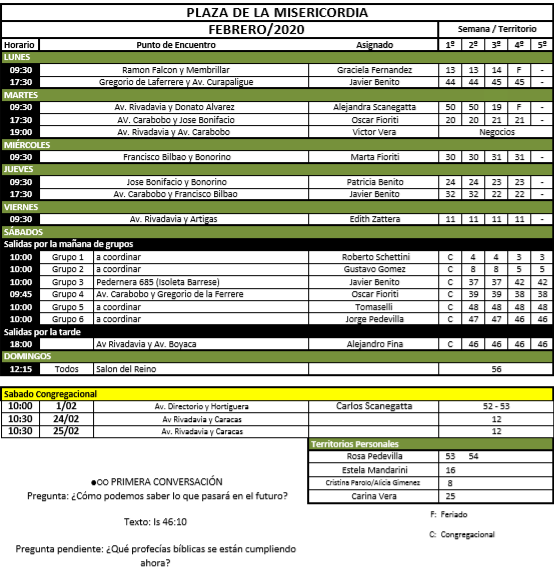 PLAZA DE LA MISERICORDIA
FEBRERO/2020 Semana / Territorio
Horario Punto de Encuentro Asignado 1º 2º 3º 4º 5º
LUNES
09:30 Ramon Falcon y Membrillar Graciela Fernandez 13 13 14 F -
17:30 Gregorio de Laferrere y Av. Curapaligue Javier Benito 44 44 45 45 -
MARTES
09:30 Av. Rivadavia y Donato Alvarez Alejandra Scanegatta 50 50 19 F -
17:30 AV. Carabobo y Jose Bonifacio Oscar Fioriti 20 20 21 21 -
19:00 Av. Rivadavia y Av. Carabobo Victor Vera Negocios
MIÉRCOLES
09:30 Francisco Bilbao y Bonorino Marta Fioriti 30 30 31 31 -
JUEVES
09:30 Jose Bonifacio y Bonorino Patricia Benito 24 24 23 23 -
17:30 Av. Carabobo y Francisco Bilbao Javier Benito 32 32 22 22 -
VIERNES
09:30 Av. Rivadavia y Artigas Edith Zattera 11 11 11 11 -
SÁBADOS
Salidas por la mañana de grupos
10:00 Grupo 1 a coordinar Roberto Schettini C 4 4 3 3
10:00 Grupo 2 a coordinar Gustavo Gomez C 8 8 5 5
10:00 Grupo 3 Pedernera 685 (Isoleta Barrese) Javier Benito C 37 37 42 42
09:45 Grupo 4 Av. Carabobo y Gregorio de la Ferrere Oscar Fioriti C 39 39 38 38
10:00 Grupo 5 a coordinar Tomaselli C 48 48 48 48
10:00 Grupo 6 a coordinar Jorge Pedevilla C 47 47 46 46
Salidas por la tarde
18:00 Av Rivadavia y Av. Boyaca Alejandro Fina C 46 46 46 46
DOMINGOS
12:15 Todos Salon del Reino 56
Sabado Congregacional
10:00 1/02 Av. Directorio y Hortiguera Carlos Scanegatta 52 - 53
10:30 24/02 Av Rivadavia y Caracas 12
10:30 25/02 Av. Rivadavia y Caracas 12
Territorios Personales
Rosa Pedevilla 53 54
Estela Mandarini 16
Cristina Parolo/Alicia Gimenez 8
Carina Vera 25
●○○ PRIMERA CONVERSACIÓN
Pregunta: ¿Cómo podemos saber lo que pasará en el futuro?
Texto: Is 46:10
Pregunta pendiente: ¿Qué profecías bíblicas se están cumpliendo
ahora?
F: Feriado
C: Congregacional